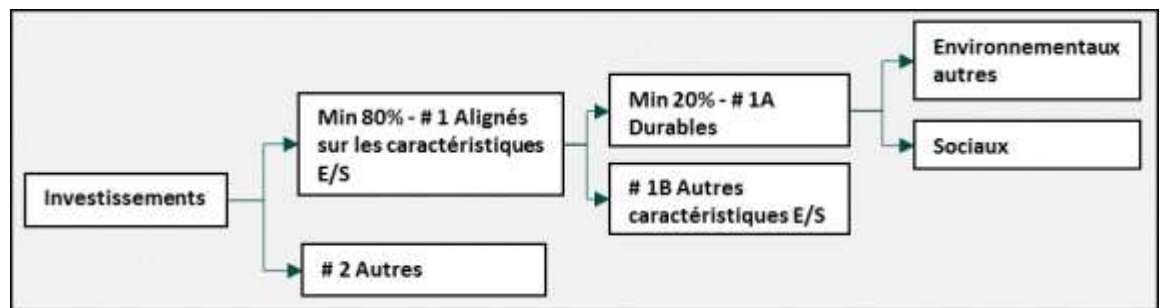 Investissements
Min 80% - # 1 Alignés
sur les caractéristiques
E/S
# 2 Autres
Min 20% - # 1A
Durables
# 1B Autres
caractéristiques E/S
Environnementaux
autres
Sociaux